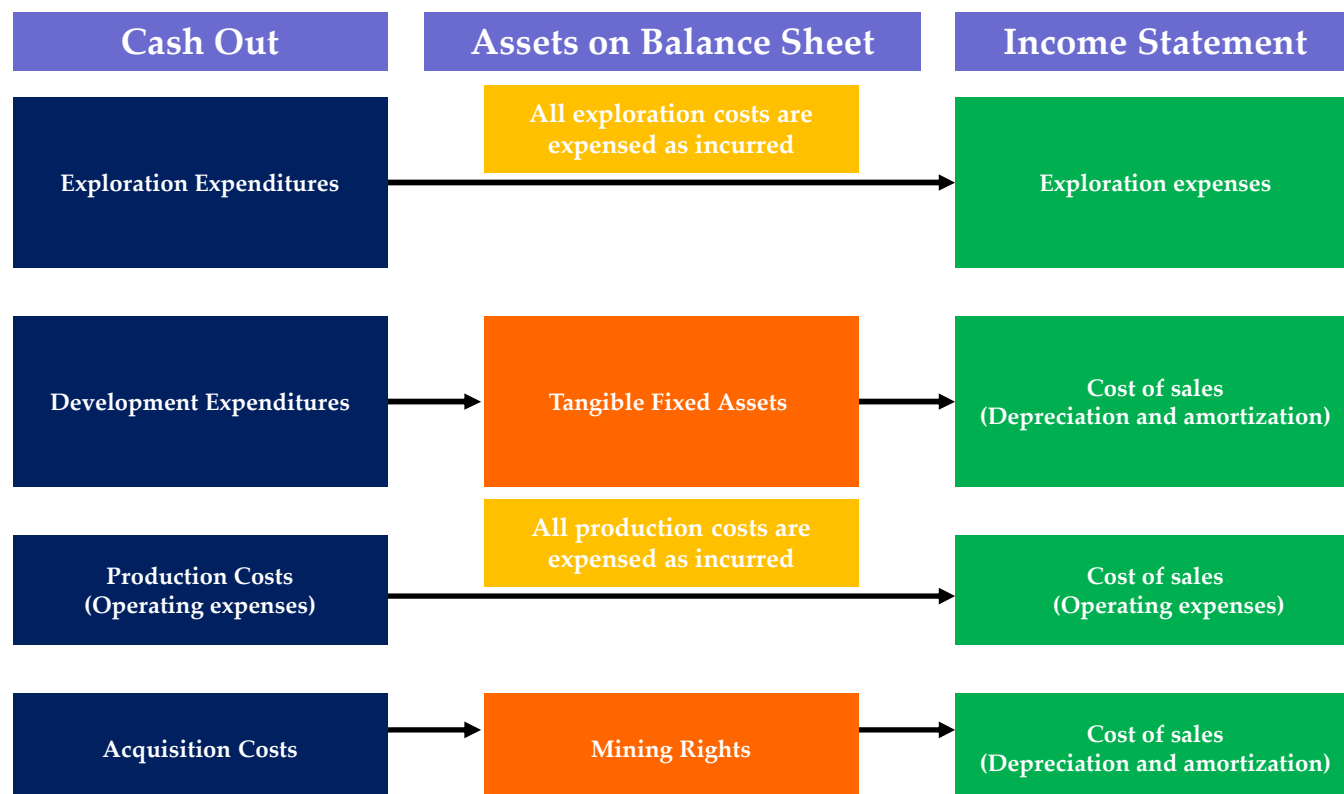 Cash Out
Assets on Balance Sheet
Income Statement
All exploration costs are
expensed as incurred
Exploration Expenditures
Exploration expenses
Development Expenditures
Tangible Fixed Assets
Cost of sales
(Depreciation and amortization)
All production costs are
expensed as incurred
Production Costs
(Operating expenses)
Cost of sales
(Operating expenses)
Acquisition Costs
Mining Rights
Cost of sales
(Depreciation and amortization)